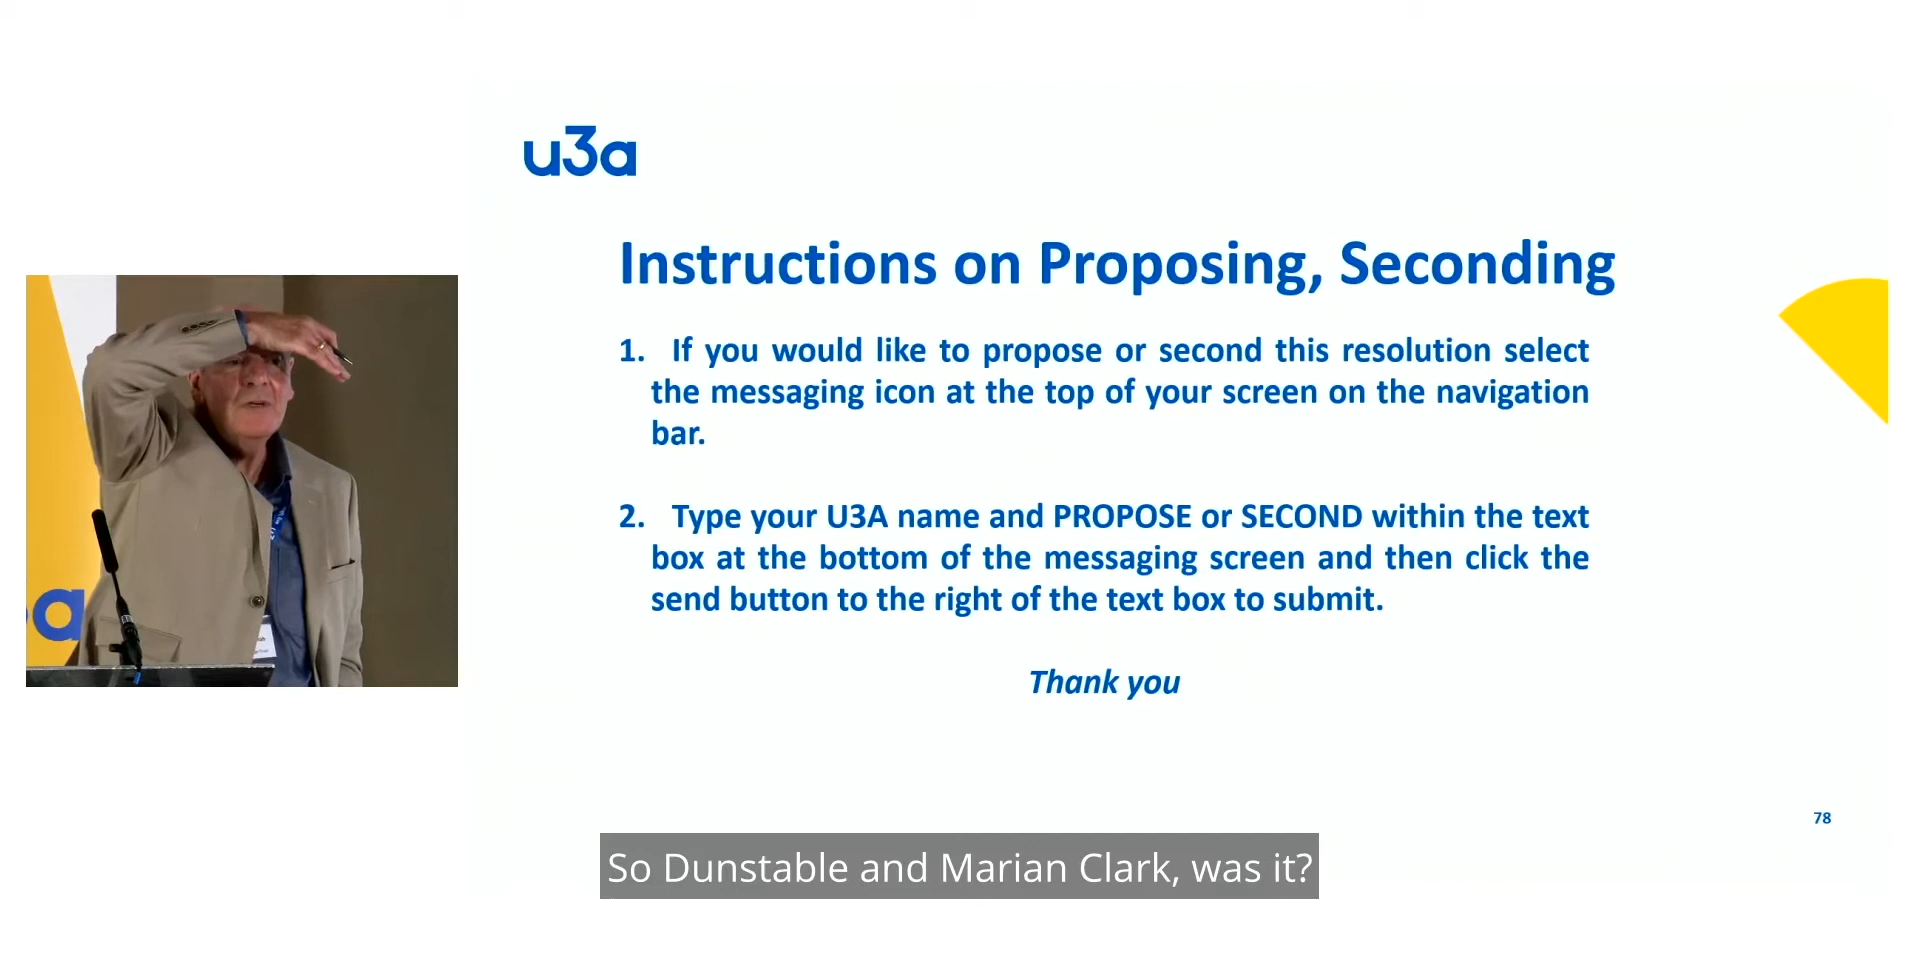 u3a
Instructions on Proposing, Seconding
1. If you would like to propose or second this resolution select
the messaging icon at the top of your screen on the navigation
bar.
2. Type your U3A name and PROPOSE or SECOND within the text
box at the bottom of the messaging screen and then click the
send button to the right of the text box to submit.
Thank you
a
78
So Dunstable and Marian Clark, was it?